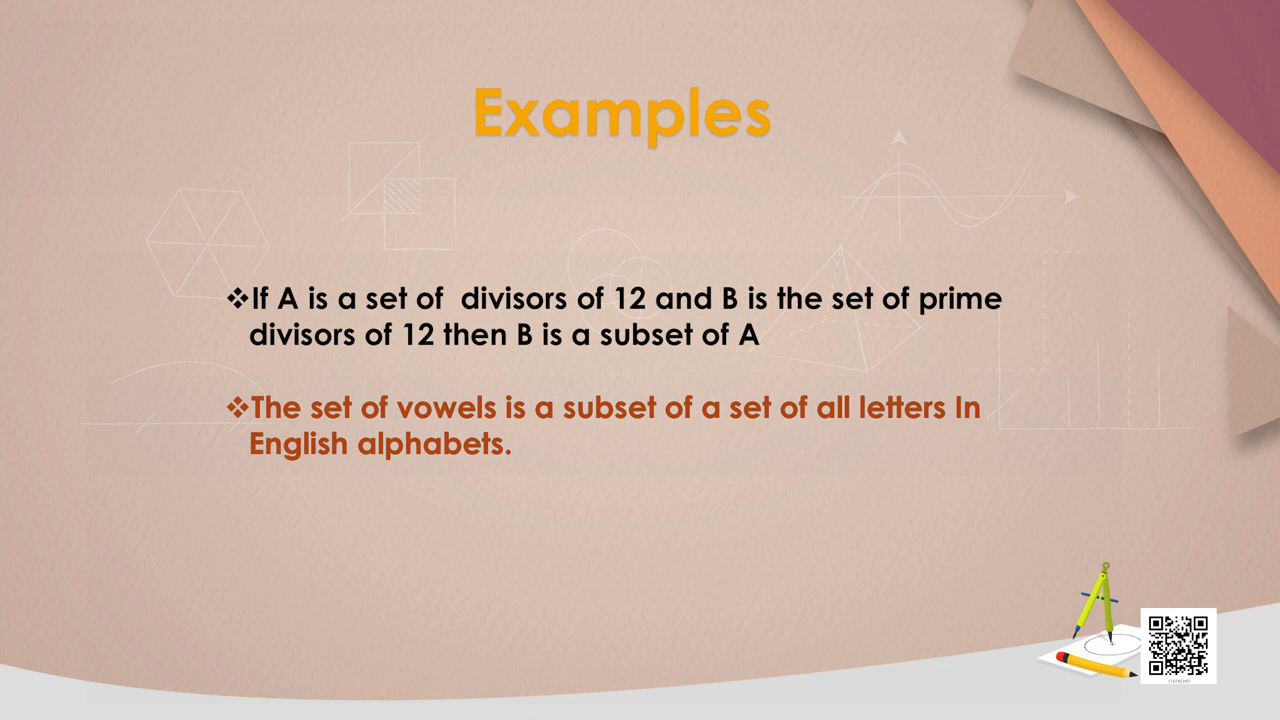 Examples
❖If A is a set of  divisors of 12 and B is the set of prime
divisors of 12 then B is a subset of A
❖The set of vowels is a subset of a set of all letters In
English alphabets.